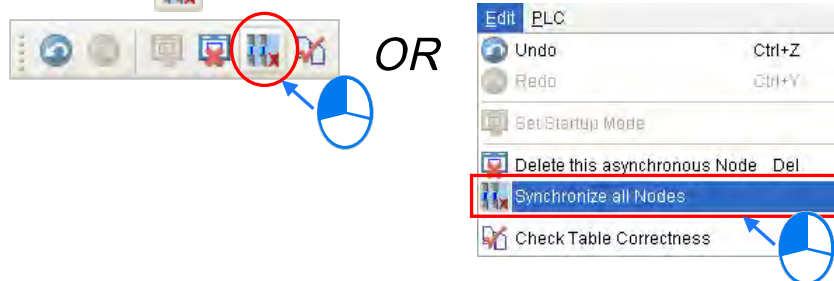 OR
Edit PLC
Undo Ctrl+Z
Redo Ctrl+Y
Set Startup Mode
Delete this asynchronous Node Del
Synchronize all Nodes
Check Table Correctness